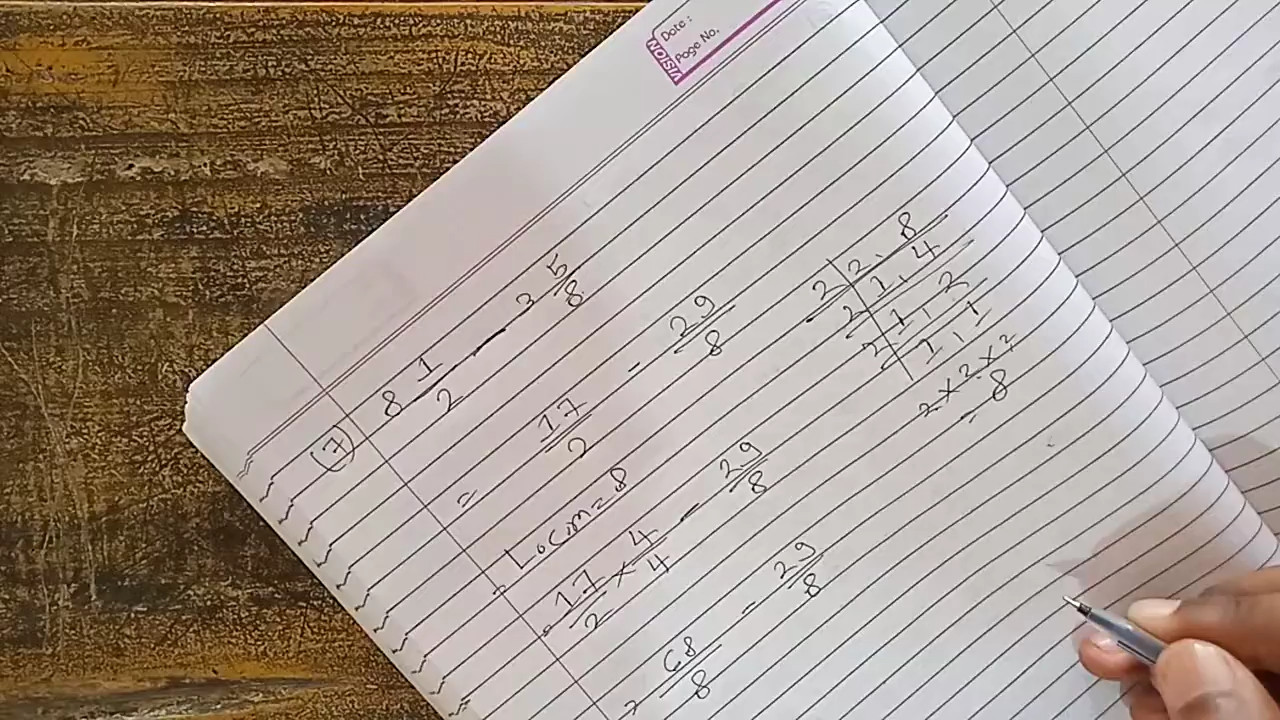 Date :
Page No.
VISION
(7) 8 1/2 - 3 5/8
= 17/2 - 29/8
L.C.M = 8
17/2 × 4/4 - 29/8
68/8 - 29/8
2 | 2, 8
2 | 1, 4
2 | 1, 2
1, 1
2 × 2 × 2
= 8